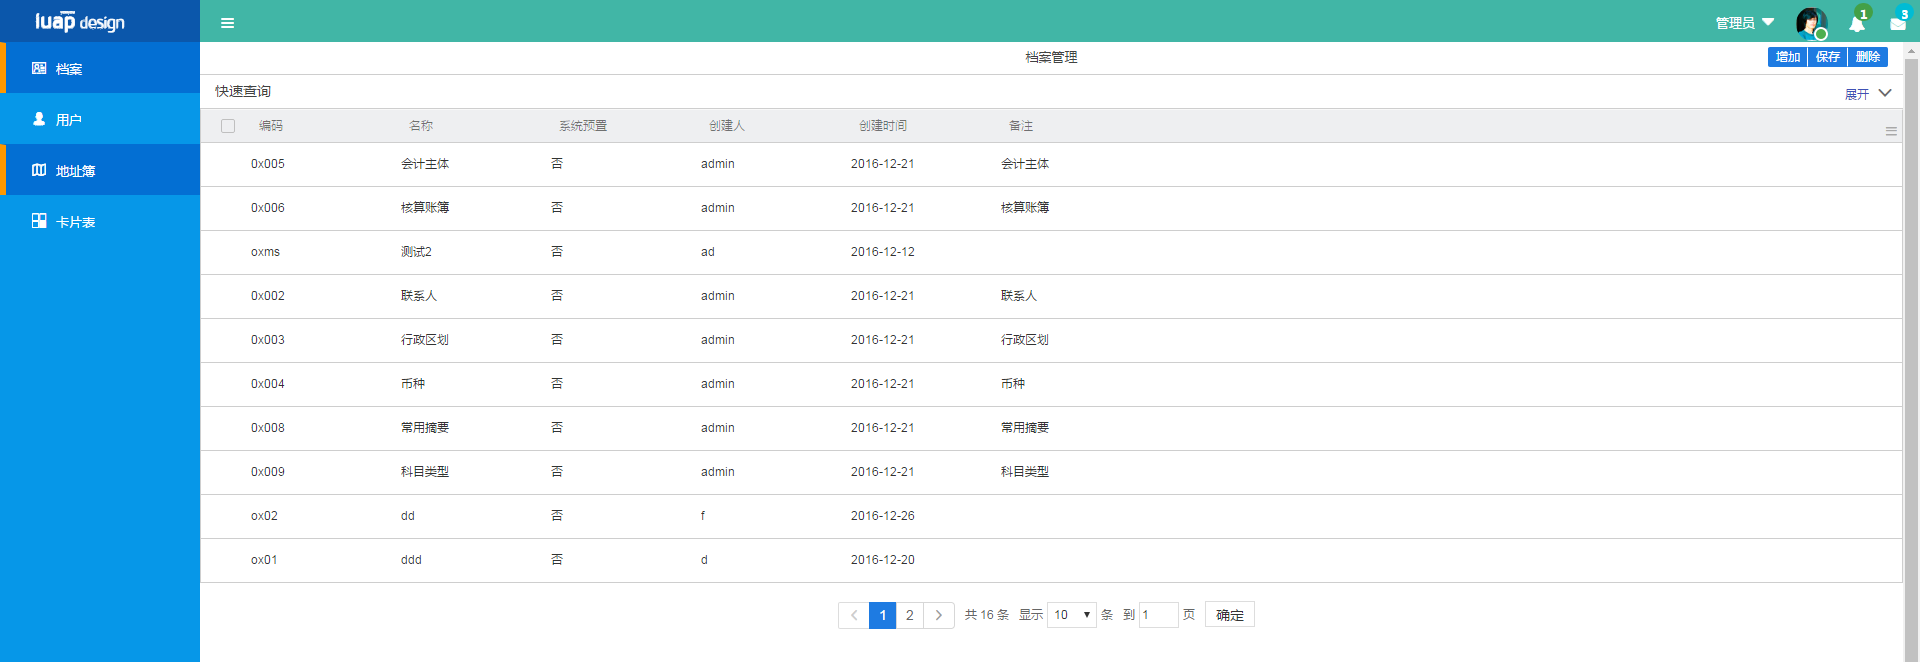 luap design
管理员
1
3
档案
用户
地址簿
卡片表
档案管理
增加 保存 删除
快速查询
展开
编码 名称 系统预置 创建人 创建时间 备注
0x005 会计主体 否 admin 2016-12-21 会计主体
0x006 核算账簿 否 admin 2016-12-21 核算账簿
oxms 测试2 否 ad 2016-12-12
0x002 联系人 否 admin 2016-12-21 联系人
0x003 行政区划 否 admin 2016-12-21 行政区划
0x004 币种 否 admin 2016-12-21 币种
0x008 常用摘要 否 admin 2016-12-21 常用摘要
0x009 科目类型 否 admin 2016-12-21 科目类型
ox02 dd 否 f 2016-12-26
ox01 ddd 否 d 2016-12-20
1 2 共 16 条 显示 10 条 到 1 页 确定